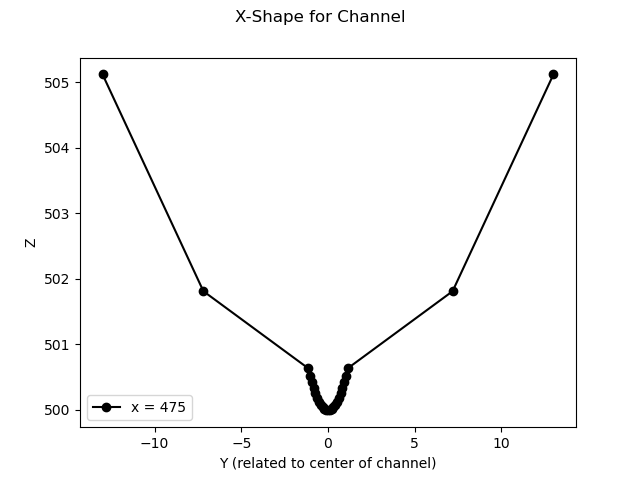 X-Shape for Channel
505
504
503
502
501
500
Z
x = 475
−10
−5
0
5
10
Y (related to center of channel)